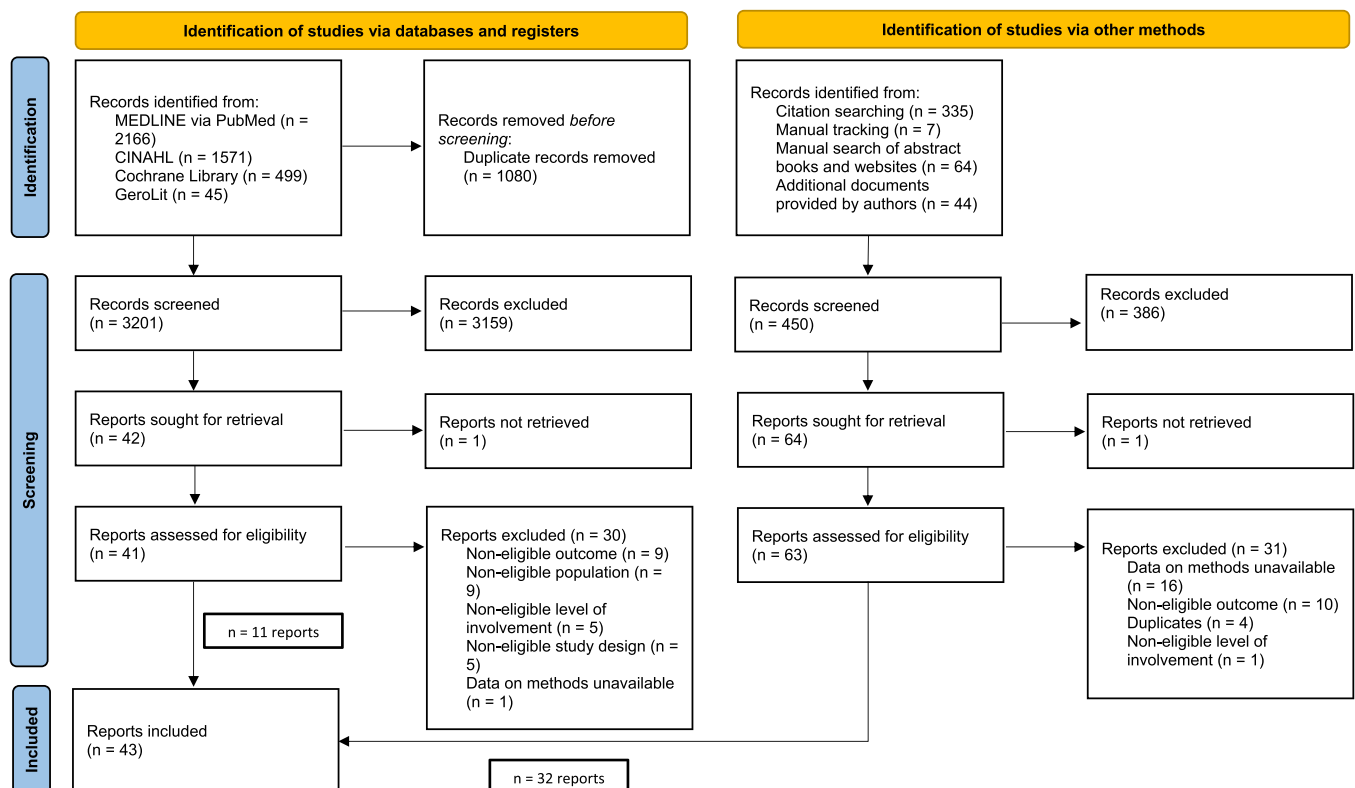 Identification of studies via databases and registers
Identification of studies via other methods
Identification
Records identified from:
MEDLINE via PubMed (n =
2166)
CINAHL (n = 1571)
Cochrane Library (n = 499)
GeroLit (n = 45)
Records removed before
screening:
Duplicate records removed
(n = 1080)
Records identified from:
Citation searching (n = 335)
Manual tracking (n = 7)
Manual search of abstract
books and websites (n = 64)
Additional documents
provided by authors (n = 44)
Screening
Records screened
(n = 3201)
Records excluded
(n = 3159)
Records screened
(n = 450)
Records excluded
(n = 386)
Reports sought for retrieval
(n = 42)
Reports not retrieved
(n = 1)
Reports sought for retrieval
(n = 64)
Reports not retrieved
(n = 1)
Reports assessed for eligibility
(n = 41)
Reports excluded (n = 30)
Non-eligible outcome (n = 9)
Non-eligible population (n =
9)
Non-eligible level of
involvement (n = 5)
Non-eligible study design (n =
5)
Data on methods unavailable
(n = 1)
Reports assessed for eligibility
(n = 63)
Reports excluded (n = 31)
Data on methods unavailable
(n = 16)
Non-eligible outcome (n = 10)
Duplicates (n = 4)
Non-eligible level of
involvement (n = 1)
n = 11 reports
Included
Reports included
(n = 43)
n = 32 reports